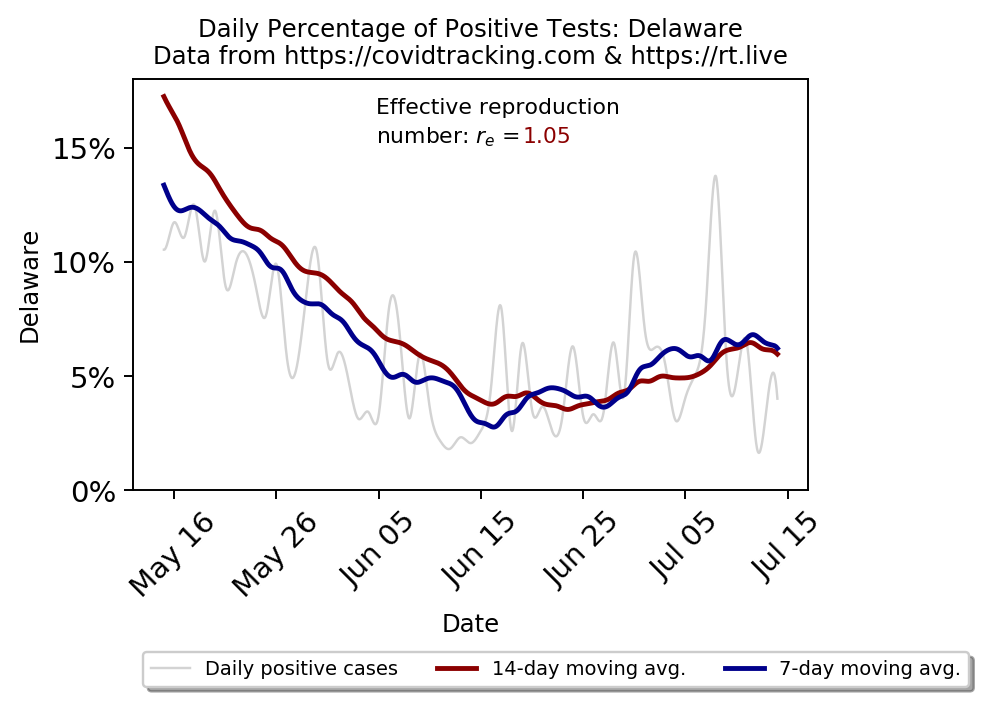 Daily Percentage of Positive Tests: Delaware
Data from https://covidtracking.com & https://rt.live
Effective reproduction
number: rₑ =1.05
15%
10%
5%
0%
Delaware
May 16
May 26
Jun 05
Jun 15
Jun 25
Jul 05
Jul 15
Date
Daily positive cases
14-day moving avg.
7-day moving avg.